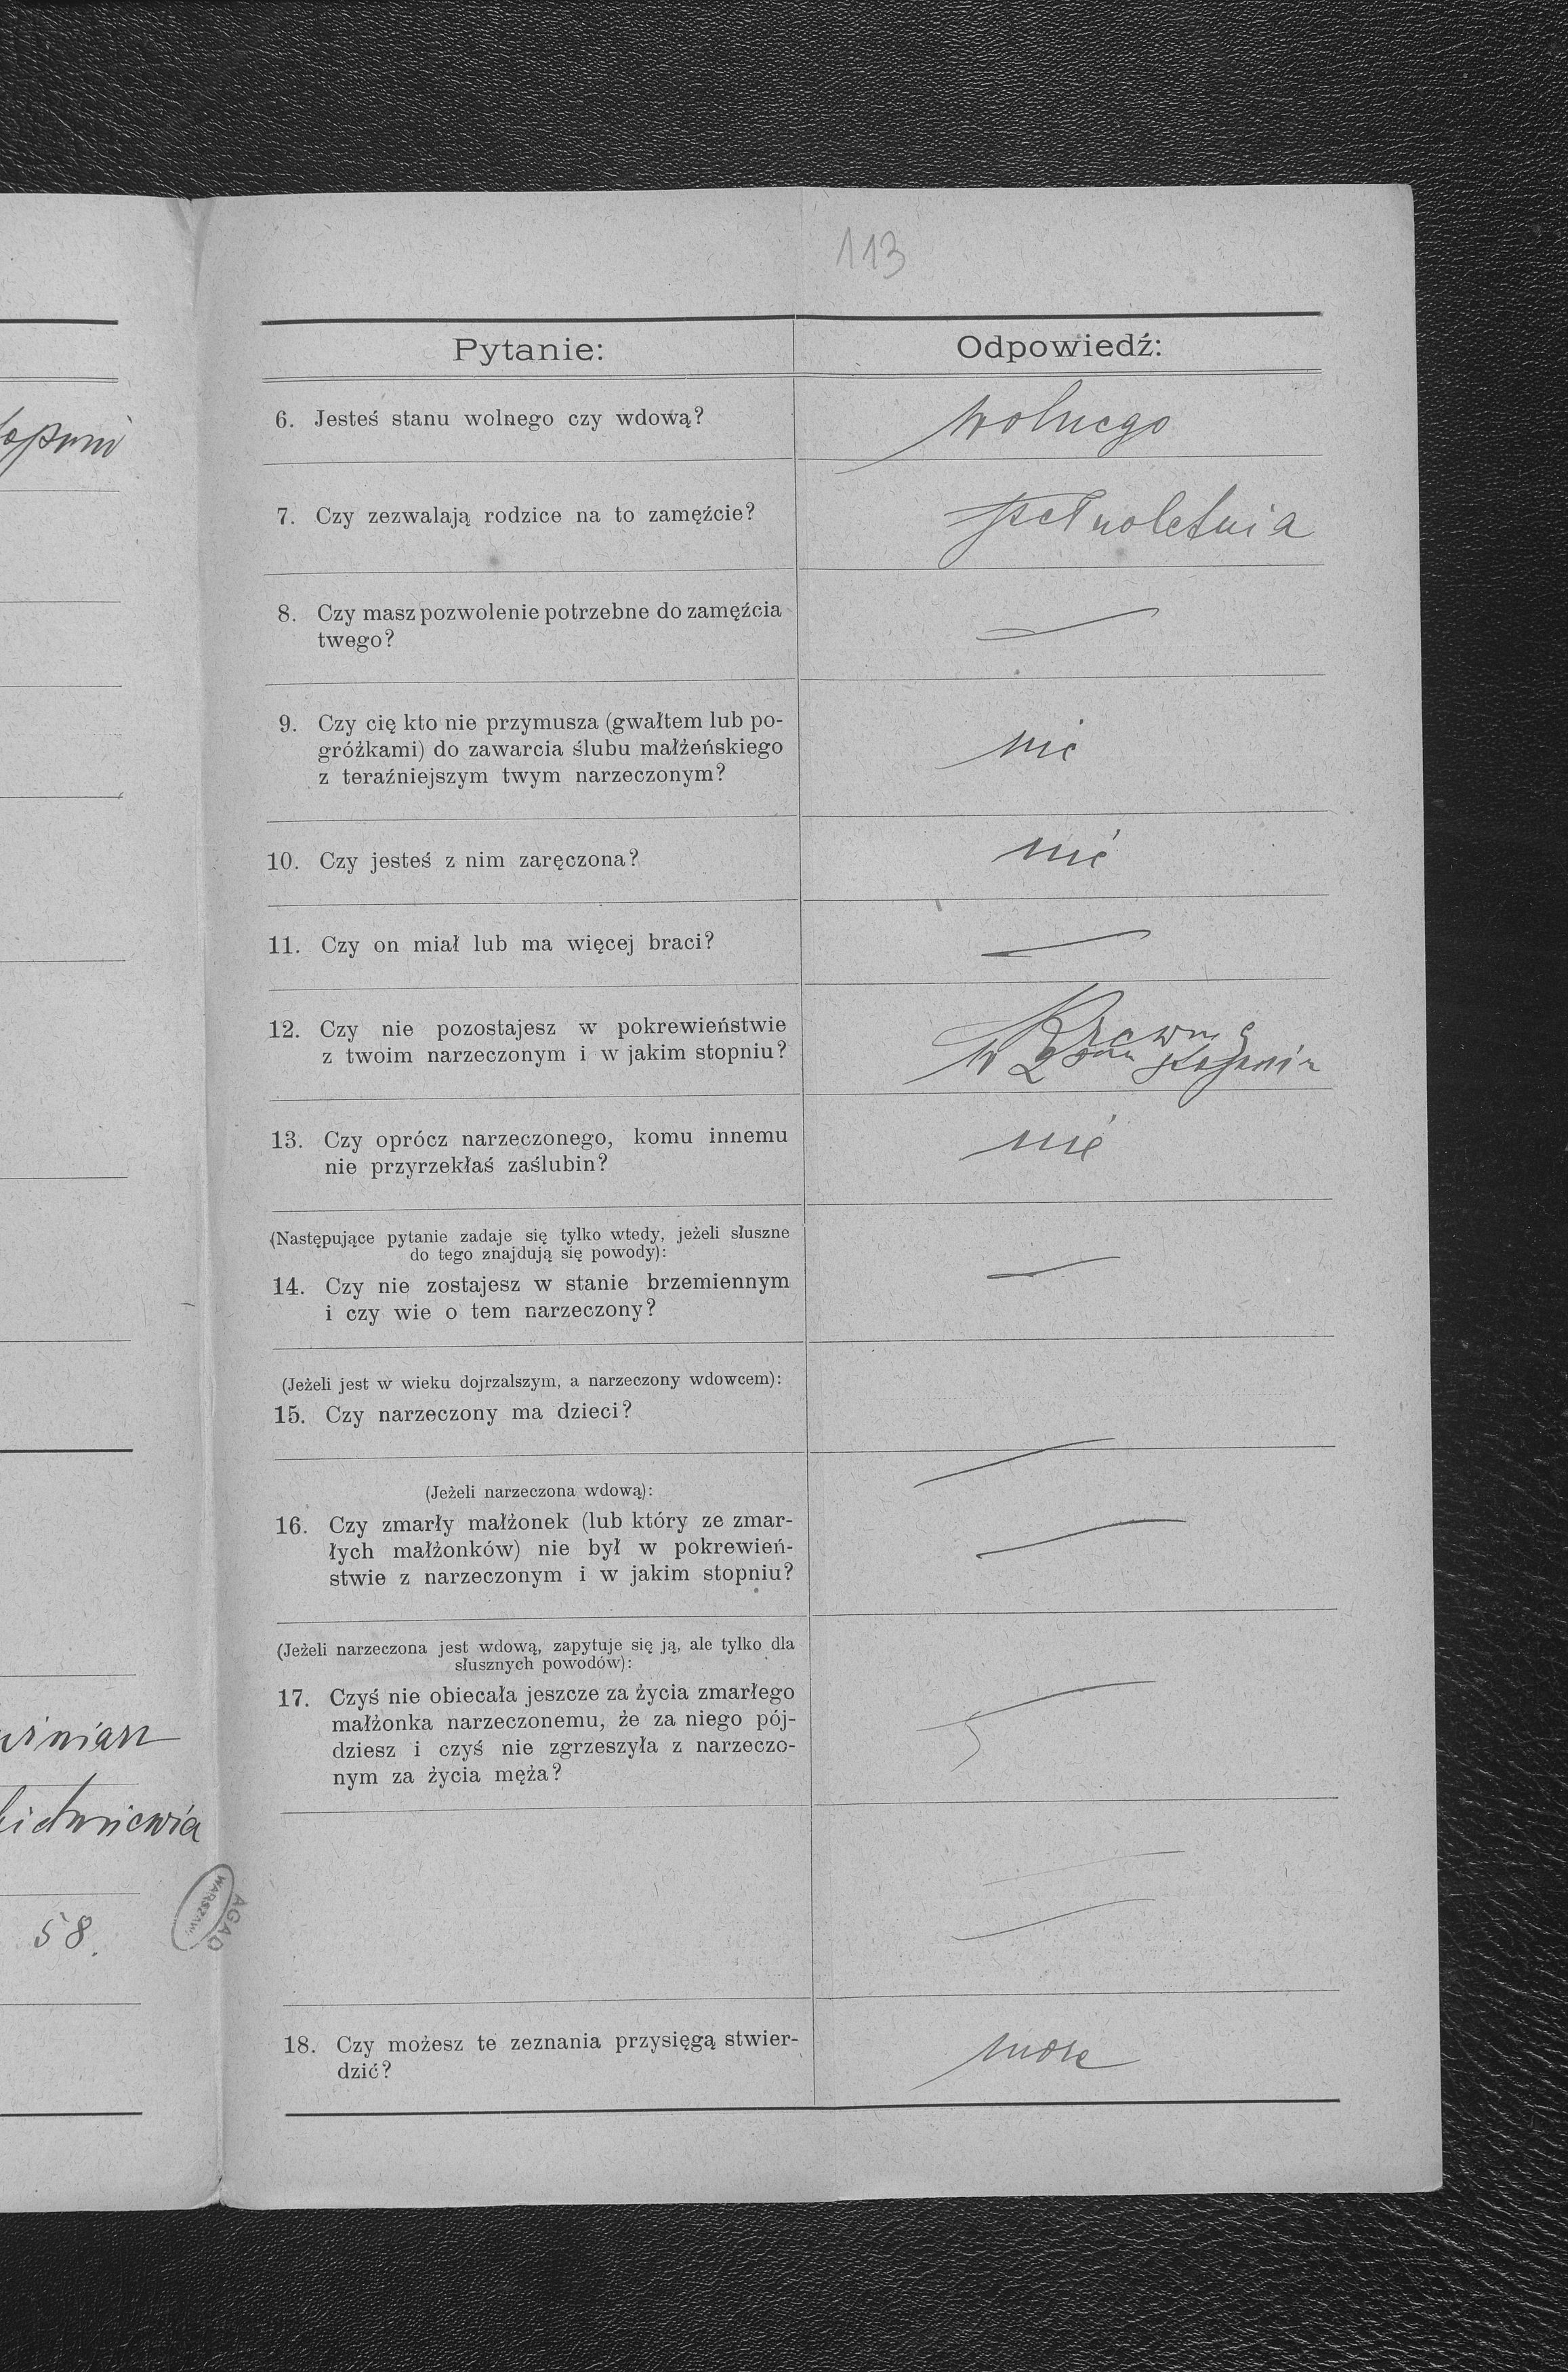 113
Pytanie:
Odpowiedź:
6. Jesteś stanu wolnego czy wdową?
wolnego
7. Czy zezwalają rodzice na to zamęźcie?
pełnoletnia
8. Czy masz pozwolenie potrzebne do zamęźcia
twego?
9. Czy cię kto nie przymusza (gwałtem lub po-
gróżkami) do zawarcia ślubu małżeńskiego
z teraźniejszym twym narzeczonym?
nie
10. Czy jesteś z nim zaręczona?
nie
11. Czy on miał lub ma więcej braci?
12. Czy nie pozostajesz w pokrewieństwie
z twoim narzeczonym i w jakim stopniu?
w 2
13. Czy oprócz narzeczonego, komu innemu
nie przyrzekłaś zaślubin?
nie
(Następujące pytanie zadaje się tylko wtedy, jeżeli słuszne
do tego znajdują się powody):
14. Czy nie zostajesz w stanie brzemiennym
i czy wie o tem narzeczony?
(Jeżeli jest w wieku dojrzalszym, a narzeczony wdowcem):
15. Czy narzeczony ma dzieci?
(Jeżeli narzeczona wdową):
16. Czy zmarły małżonek (lub który ze zmar-
łych małżonków) nie był w pokrewień-
stwie z narzeczonym i w jakim stopniu?
(Jeżeli narzeczona jest wdową, zapytuje się ją, ale tylko dla
słusznych powodów):
17. Czyś nie obiecała jeszcze za życia zmarłego
małżonka narzeczonemu, że za niego pój-
dziesz i czyś nie zgrzeszyła z narzeczo-
nym za życia męża?
58.
AGAD
WARSZAW
18. Czy możesz te zeznania przysięgą stwier-
dzić?
może